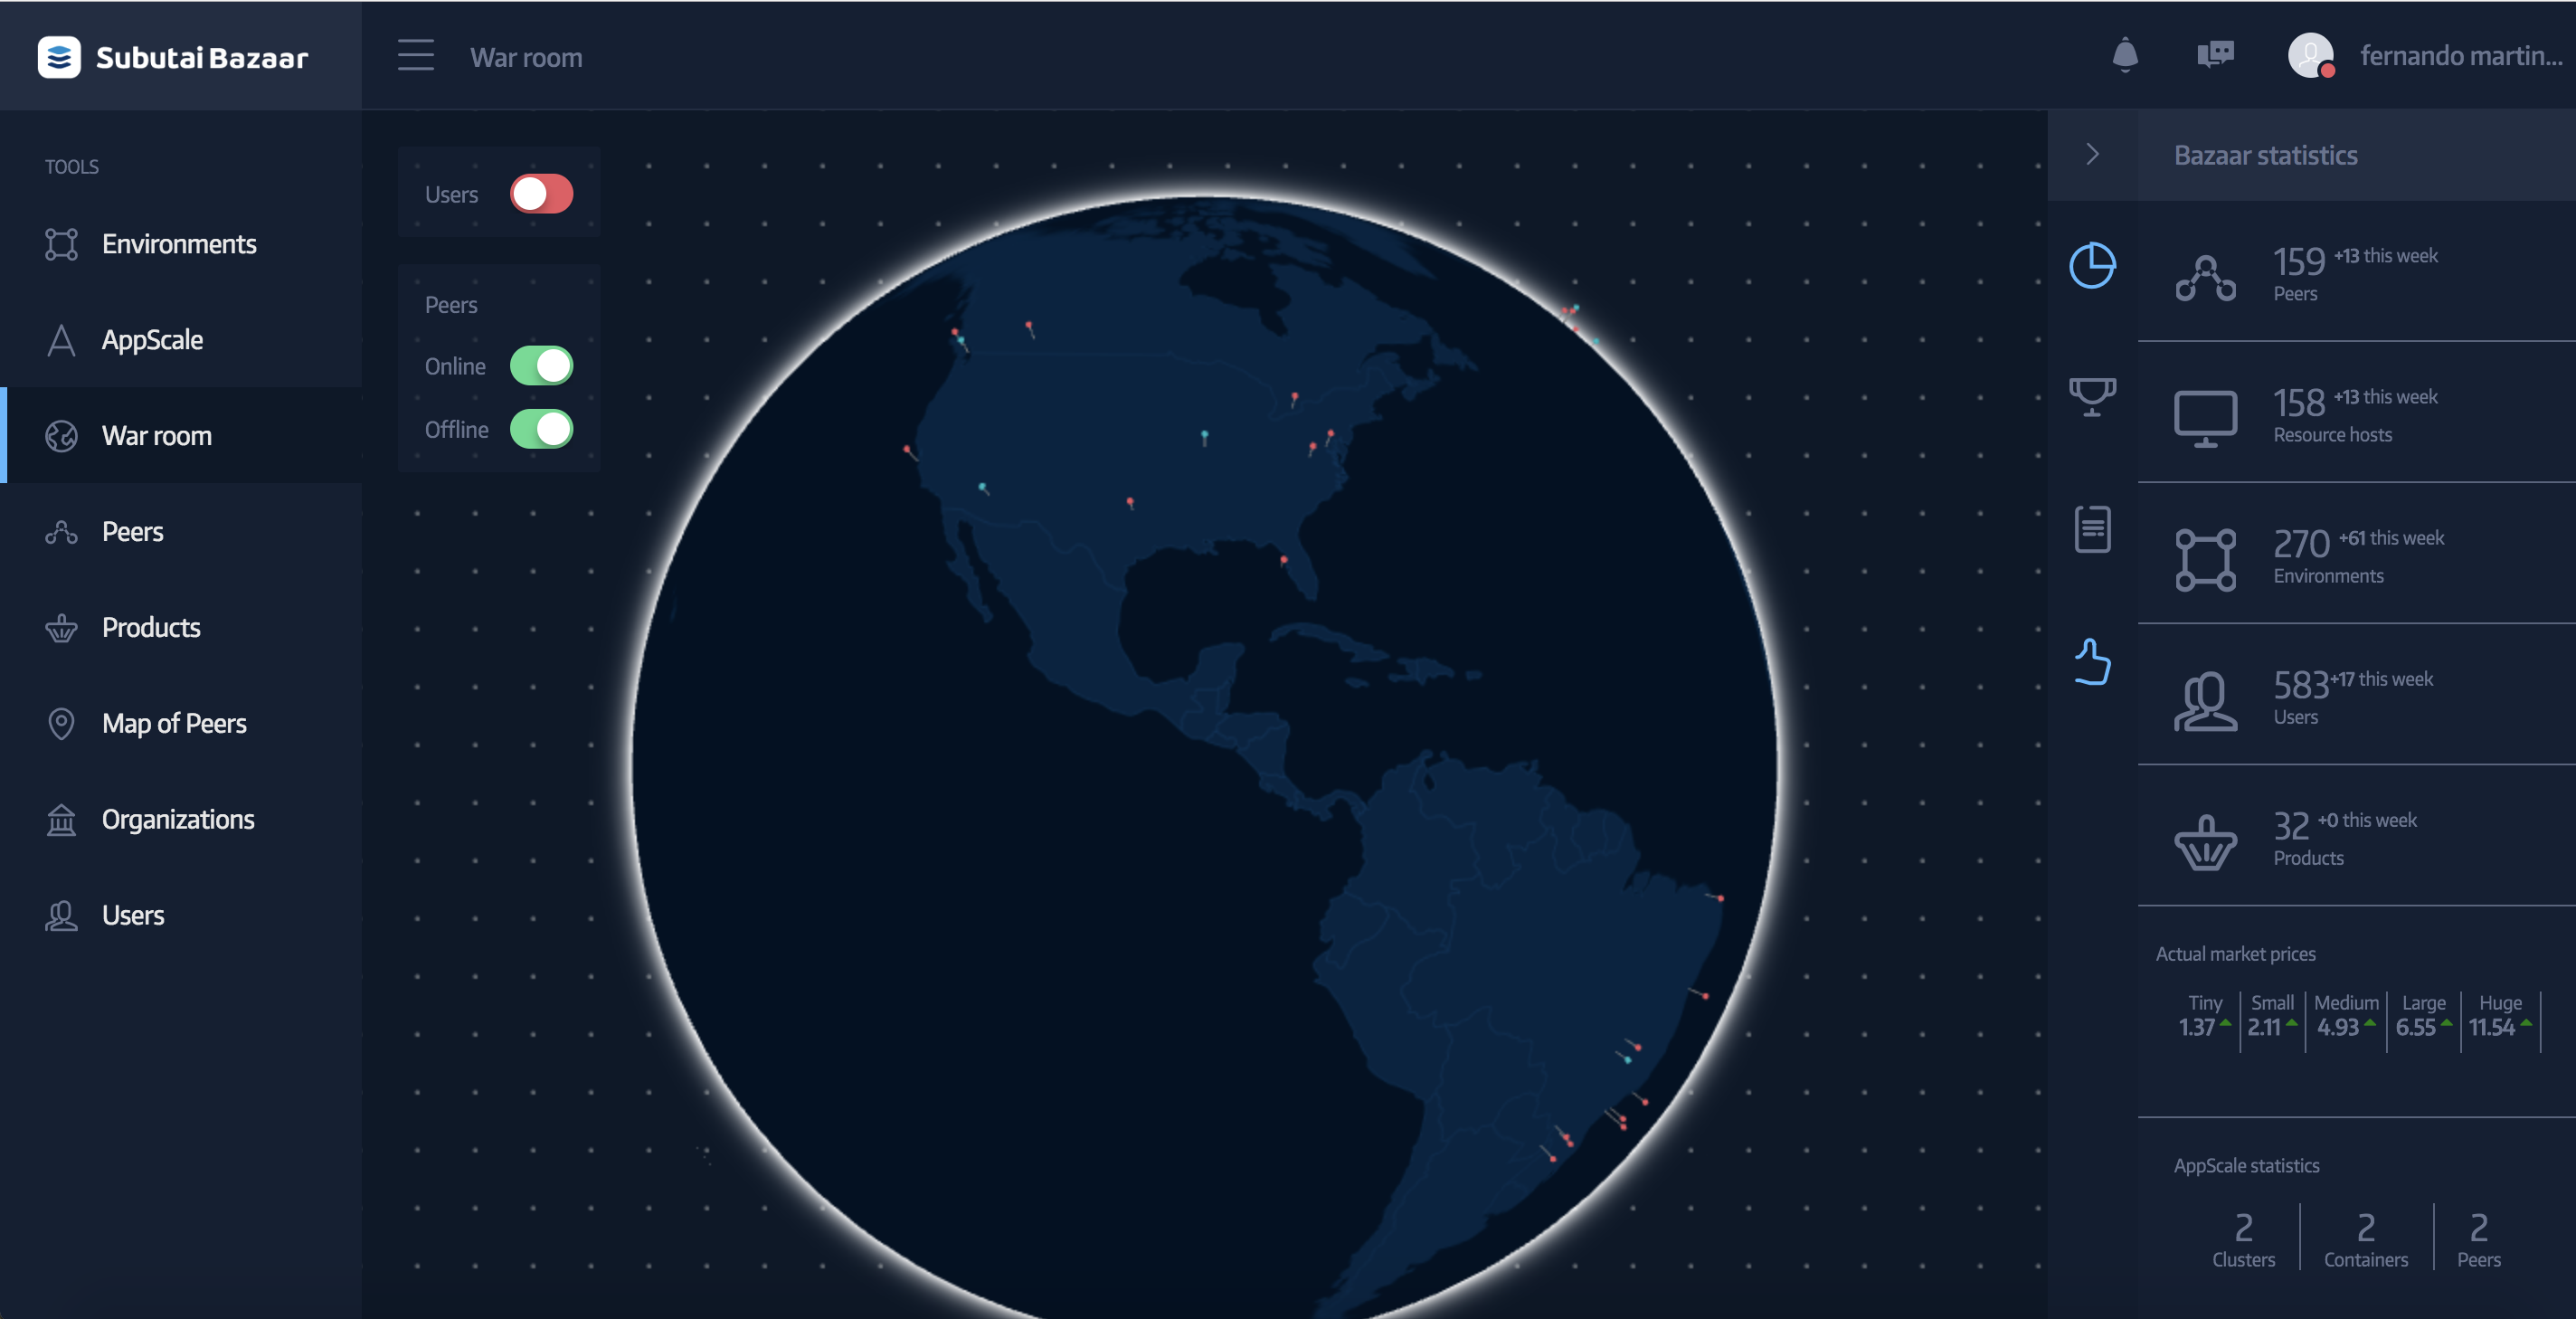 Subutai Bazaar
War room
fernando martin...
TOOLS
Environments
AppScale
War room
Peers
Products
Map of Peers
Organizations
Users
Users
Peers
Online
Offline
Bazaar statistics
159 +13 this week
Peers
158 +13 this week
Resource hosts
270 +61 this week
Environments
583 +17 this week
Users
32 +0 this week
Products
Actual market prices
Tiny Small Medium Large Huge
1.37 2.11 4.93 6.55 11.54
AppScale statistics
2 2 2
Clusters Containers Peers